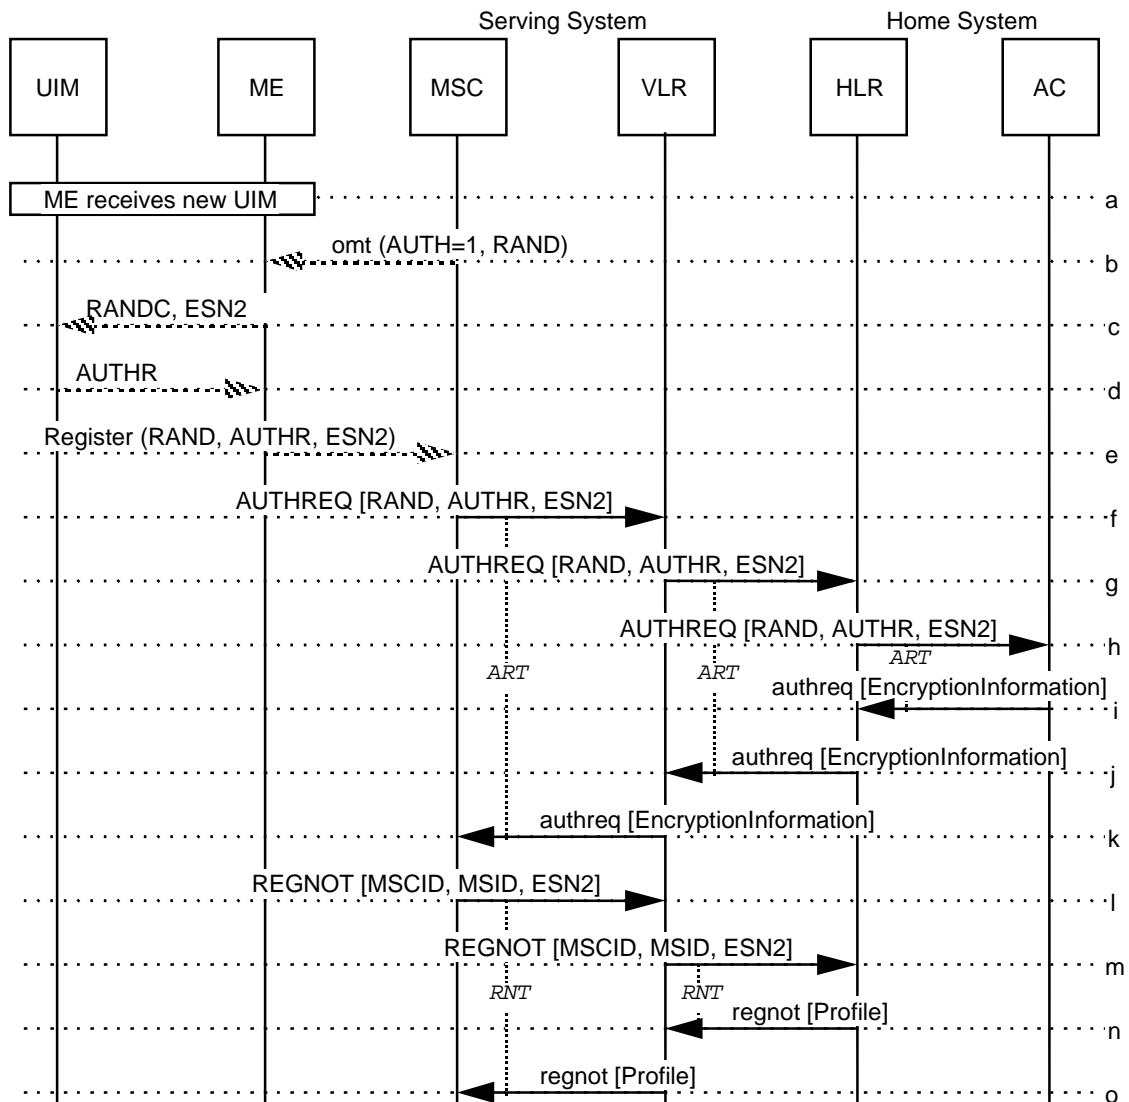 Serving System Home System
UIM ME MSC VLR HLR AC
ME receives new UIM a
omt (AUTH=1, RAND) b
RANDC, ESN2 c
AUTHR d
Register (RAND, AUTHR, ESN2) e
AUTHREQ [RAND, AUTHR, ESN2] f
AUTHREQ [RAND, AUTHR, ESN2] g
AUTHREQ [RAND, AUTHR, ESN2] h
ART ART ART
authreq [EncryptionInformation] i
authreq [EncryptionInformation] j
authreq [EncryptionInformation] k
REGNOT [MSCID, MSID, ESN2] l
REGNOT [MSCID, MSID, ESN2] m
RNT RNT
regnot [Profile] n
regnot [Profile] o